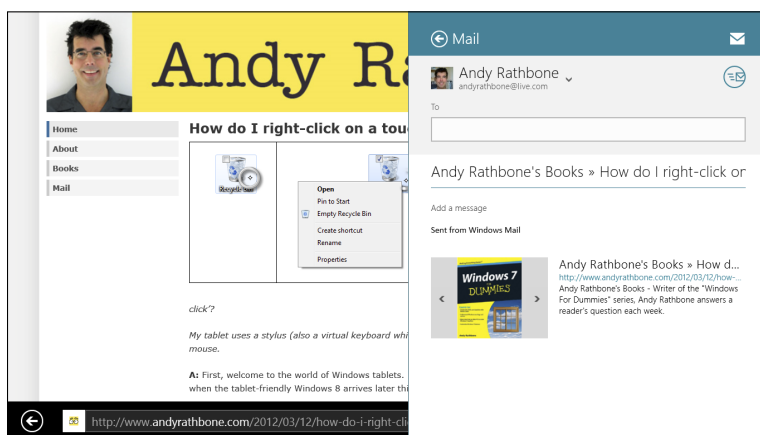 Andy Ra
Home
About
Books
Mail
How do I right-click on a tou
Recycle Bin
Open
Pin to Start
Empty Recycle Bin
Create shortcut
Rename
Properties
click'?
My tablet uses a stylus (also a virtual keyboard whi
mouse.
A: First, welcome to the world of Windows tablets.
when the tablet-friendly Windows 8 arrives later thi
http://www.andyrathbone.com/2012/03/12/how-do-i-right-cli
Mail
Andy Rathbone
andyrathbone@live.com
To
Andy Rathbone's Books » How do I right-click or
Add a message
Sent from Windows Mail
Windows 7
DUMMIES
Andy Rathbone's Books » How d...
http://www.andyrathbone.com/2012/03/12/how-...
Andy Rathbone's Books - Writer of the "Windows
For Dummies" series, Andy Rathbone answers a
reader's question each week.